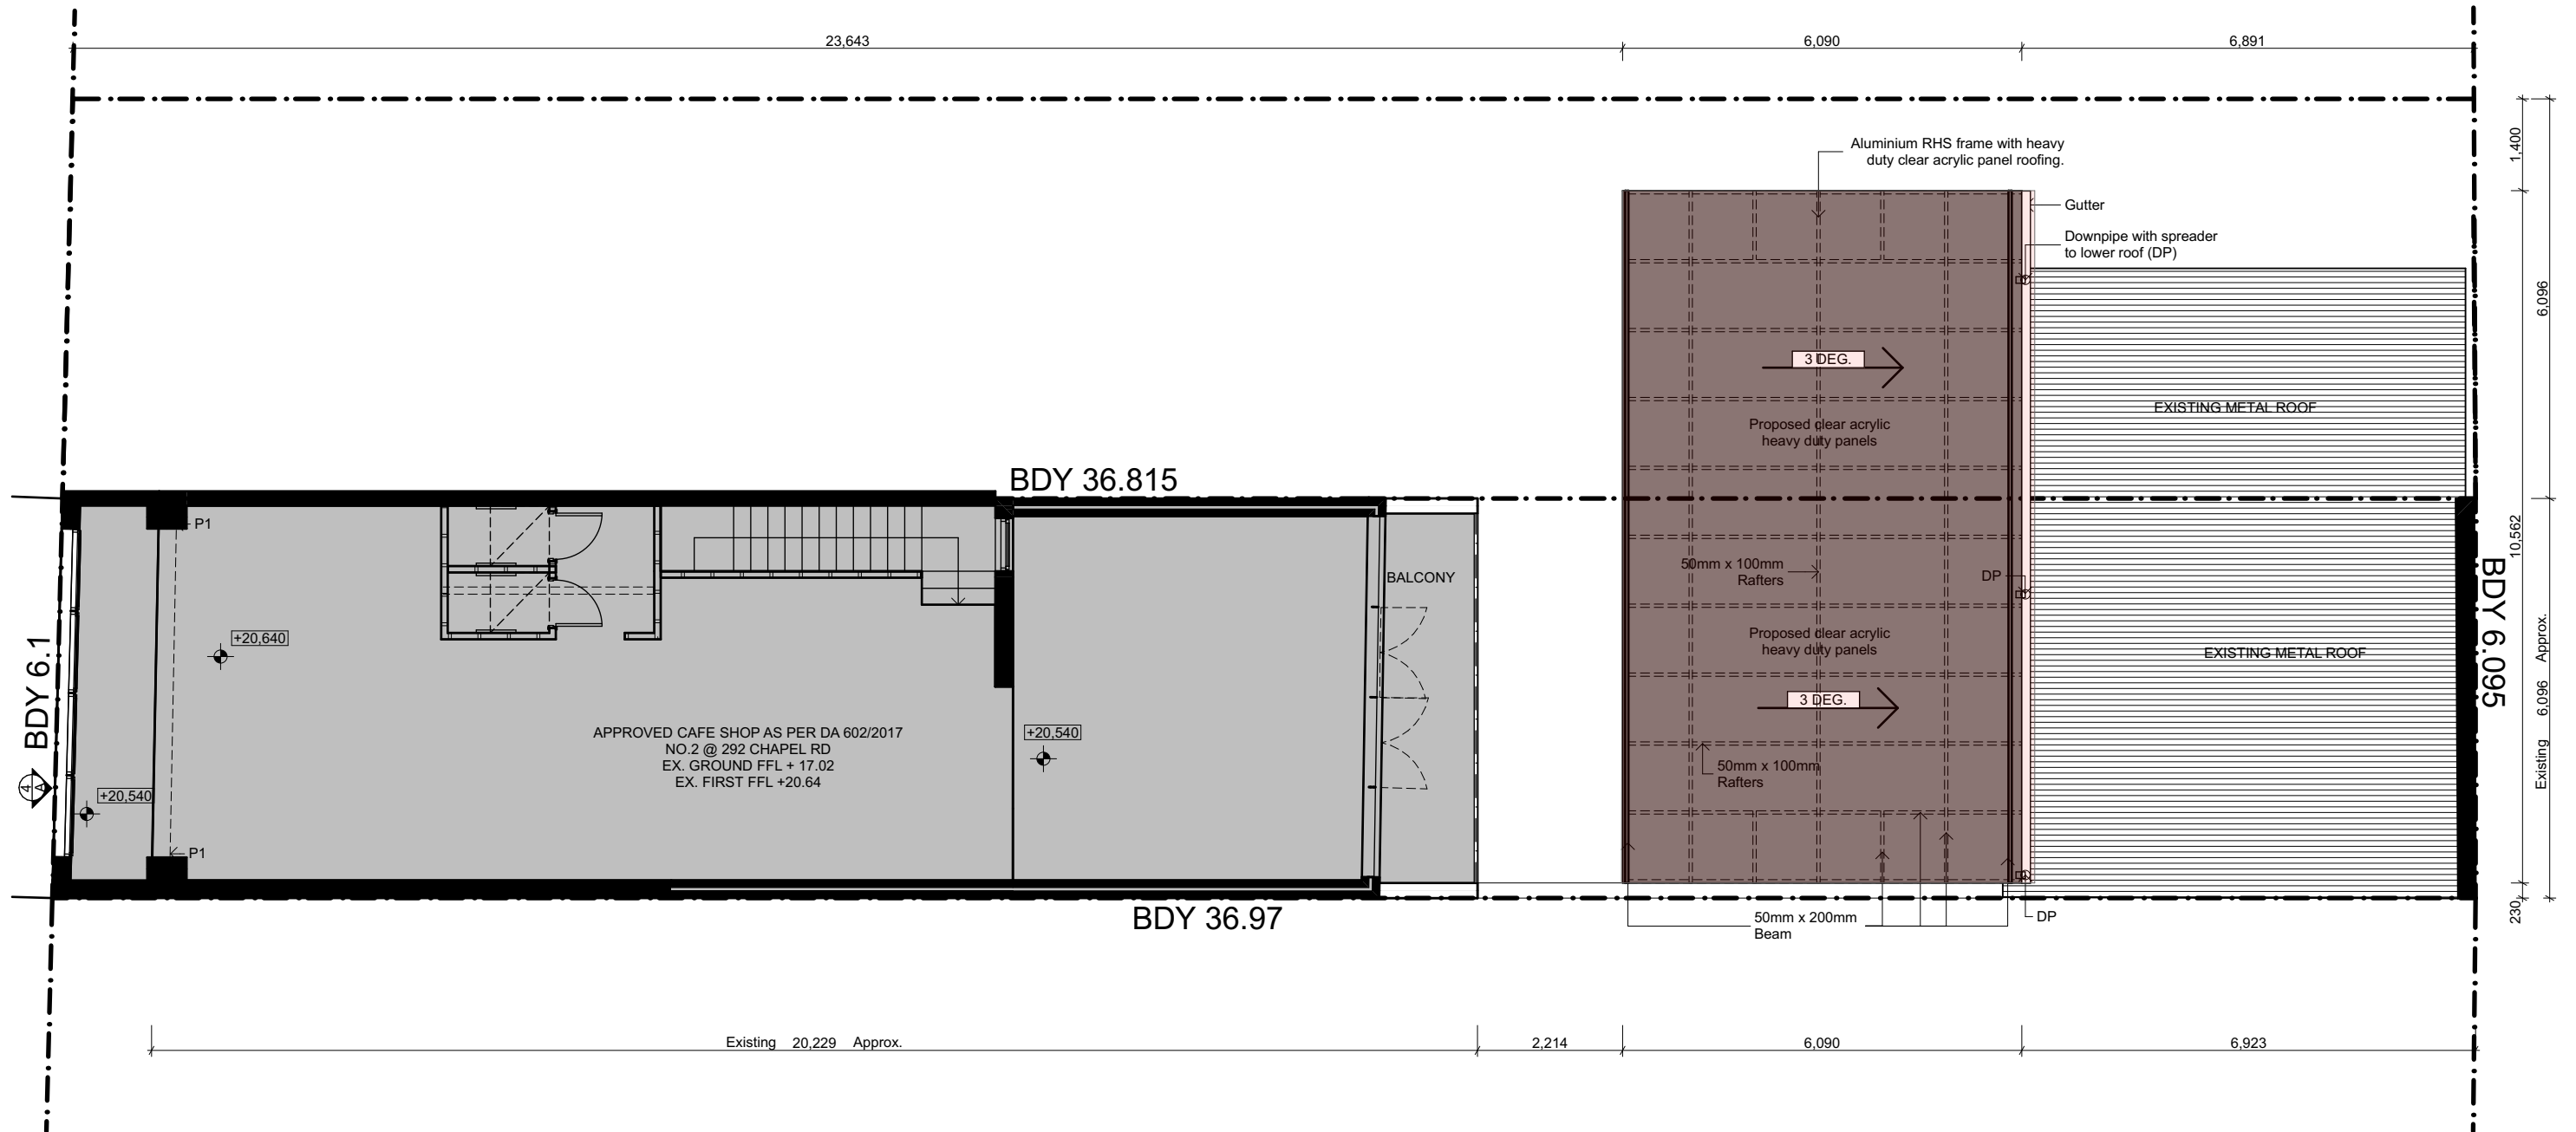 23,643
6,090
6,891
1,400
Aluminium RHS frame with heavy
duty clear acrylic panel roofing.
Gutter
Downpipe with spreader
to lower roof (DP)
6,096
3 DEG.
EXISTING METAL ROOF
Proposed clear acrylic
heavy duty panels
BDY 36.815
P1
10,562
50mm x 100mm
Rafters
DP
BALCONY
BDY 6.095
+20,640
Proposed clear acrylic
heavy duty panels
EXISTING METAL ROOF
BDY 6.1
Existing 6,096 Approx.
3 DEG.
APPROVED CAFE SHOP AS PER DA 602/2017
NO.2 @ 292 CHAPEL RD
EX. GROUND FFL + 17.02
EX. FIRST FFL +20.64
+20,540
50mm x 100mm
Rafters
4
A
+20,540
P1
BDY 36.97
50mm x 200mm
Beam
DP
230
Existing 20,229 Approx.
2,214
6,090
6,923